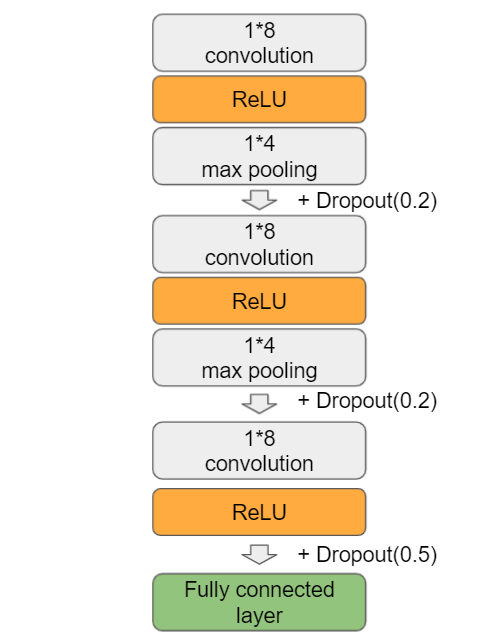 1*8
convolution
ReLU
1*4
max pooling
+ Dropout(0.2)
1*8
convolution
ReLU
1*4
max pooling
+ Dropout(0.2)
1*8
convolution
ReLU
+ Dropout(0.5)
Fully connected
layer